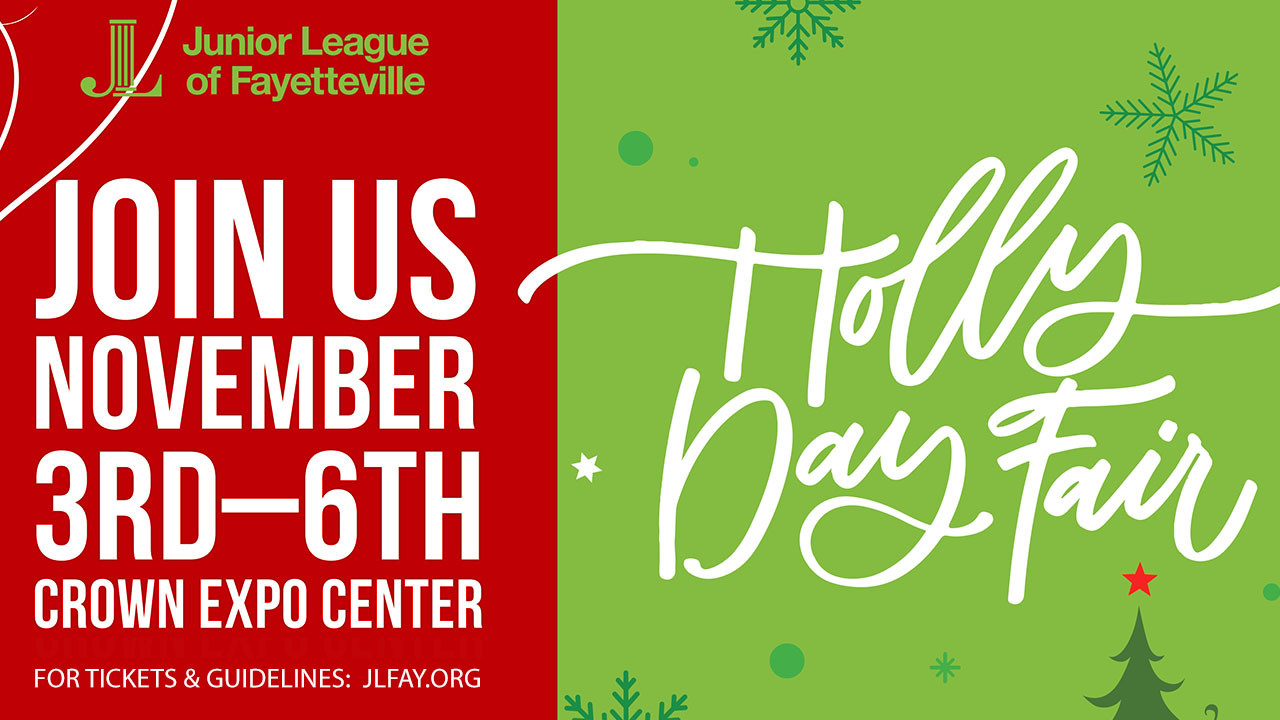 Junior League
of Fayetteville
JOIN US
NOVEMBER
3RD—6TH
CROWN EXPO CENTER
FOR TICKETS & GUIDELINES: JLFAY.ORG
Holly
Day Fair